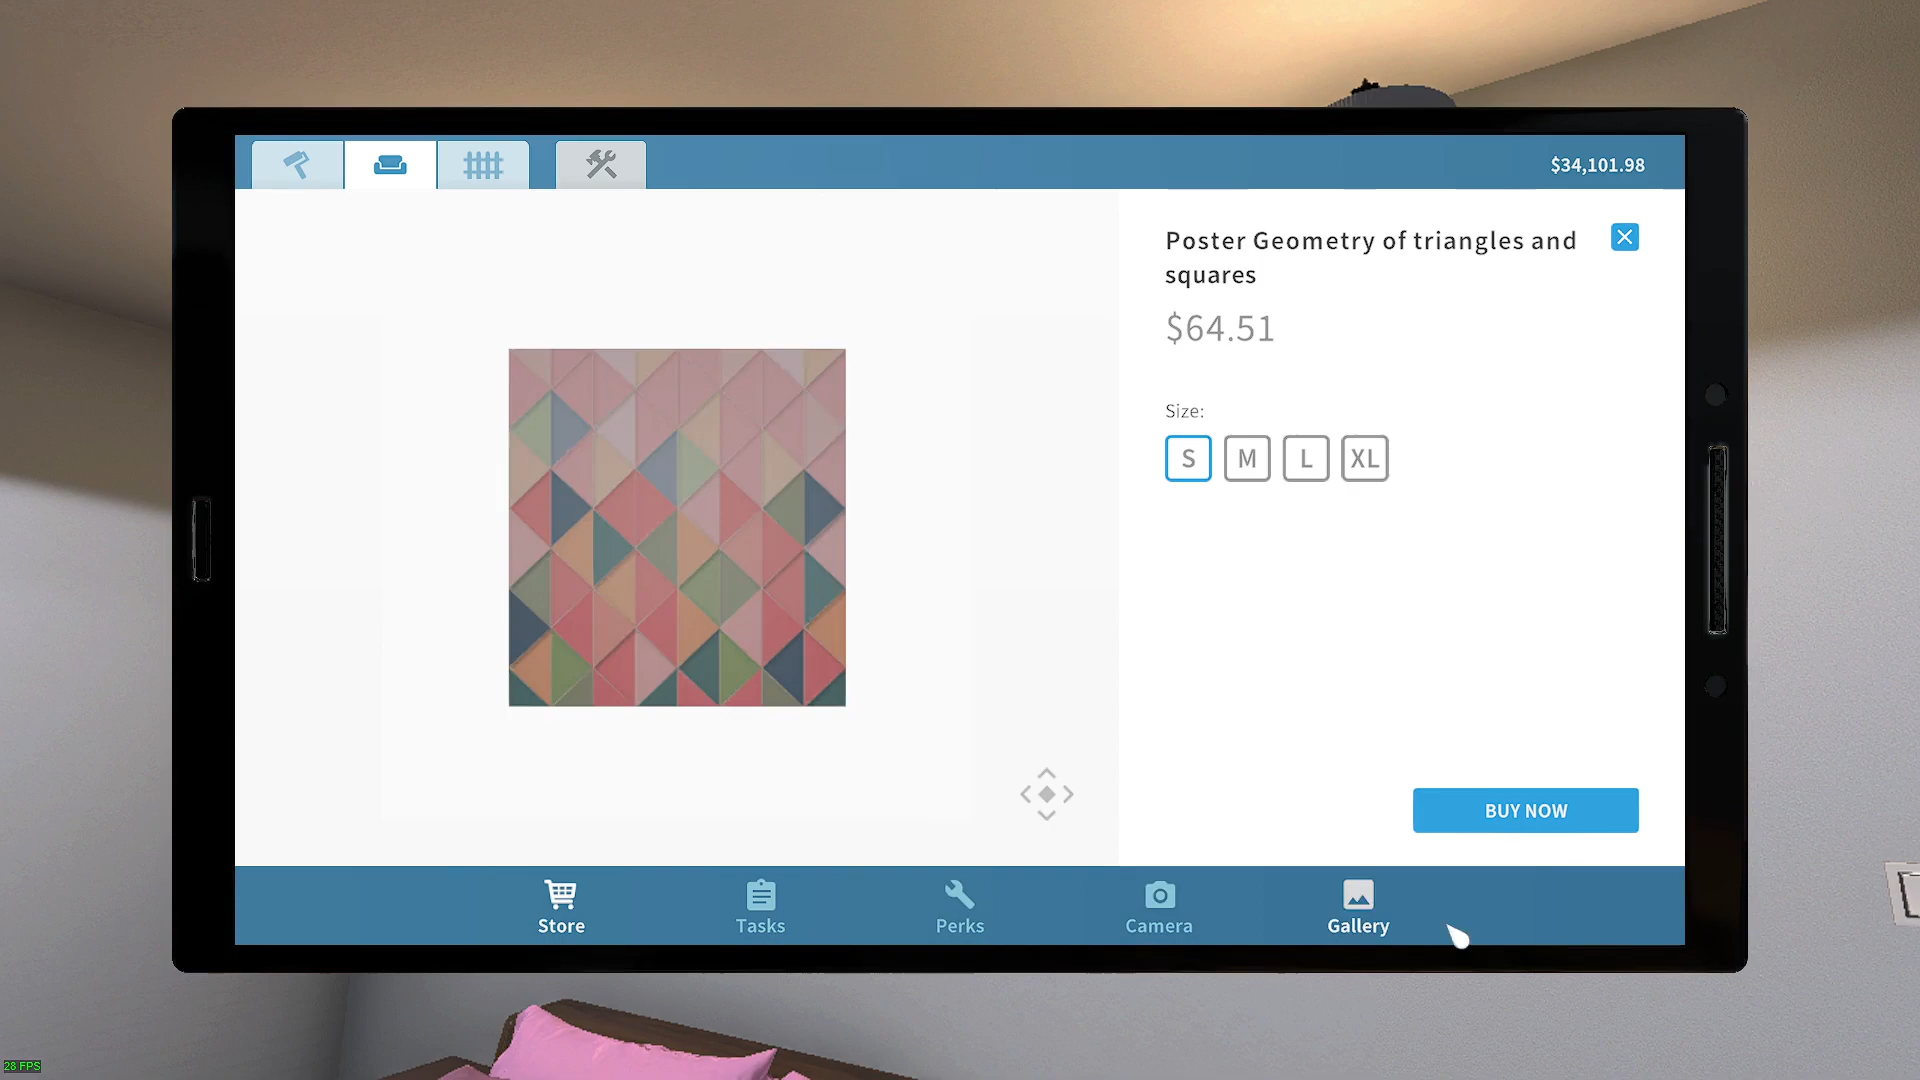 $34,101.98
Poster Geometry of triangles and
squares
$64.51
Size:
S M L XL
BUY NOW
Store Tasks Perks Camera Gallery
28 FPS